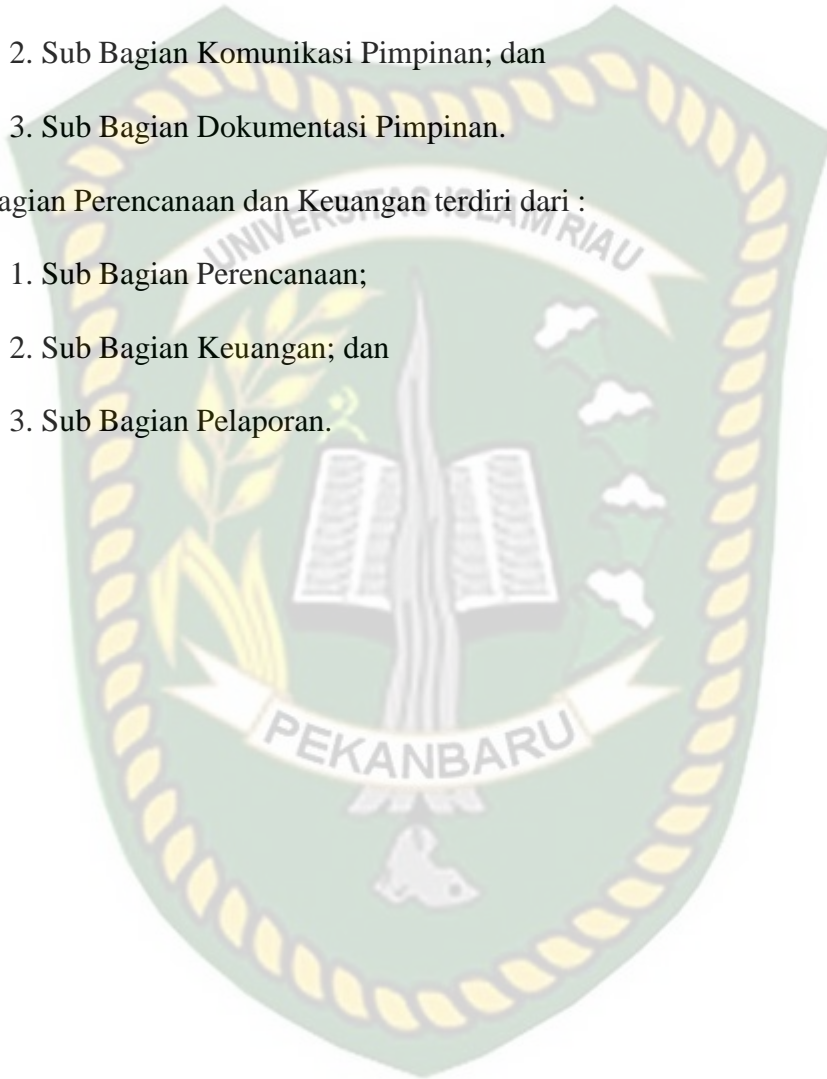 2. Sub Bagian Komunikasi Pimpinan; dan
3. Sub Bagian Dokumentasi Pimpinan.
agian Perencanaan dan Keuangan terdiri dari :
UNIVERSITAS ISLAM RIAU
1. Sub Bagian Perencanaan;
2. Sub Bagian Keuangan; dan
3. Sub Bagian Pelaporan.
PEKANBARU